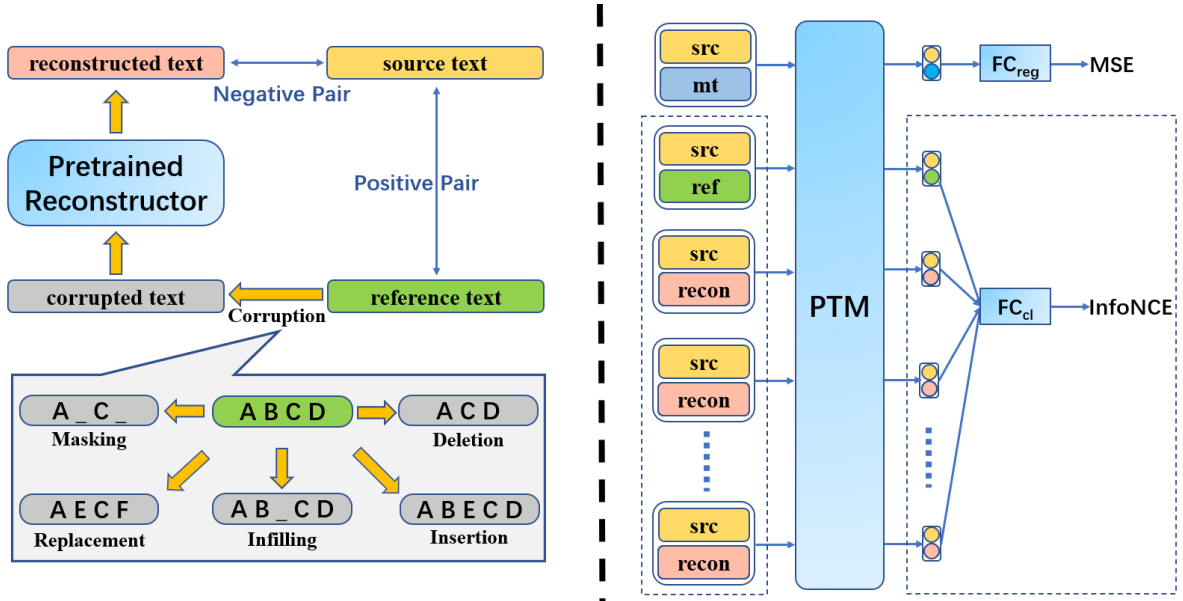 reconstructed text
source text
Negative Pair
Pretrained
Reconstructor
Positive Pair
corrupted text
reference text
Corruption
A _ C _
A B C D
A C D
Masking
Deletion
A E C F
A B _ C D
A B E C D
Replacement
Infilling
Insertion
src
mt
src
ref
src
recon
src
recon
src
recon
PTM
FCreg
MSE
FCcl
InfoNCE